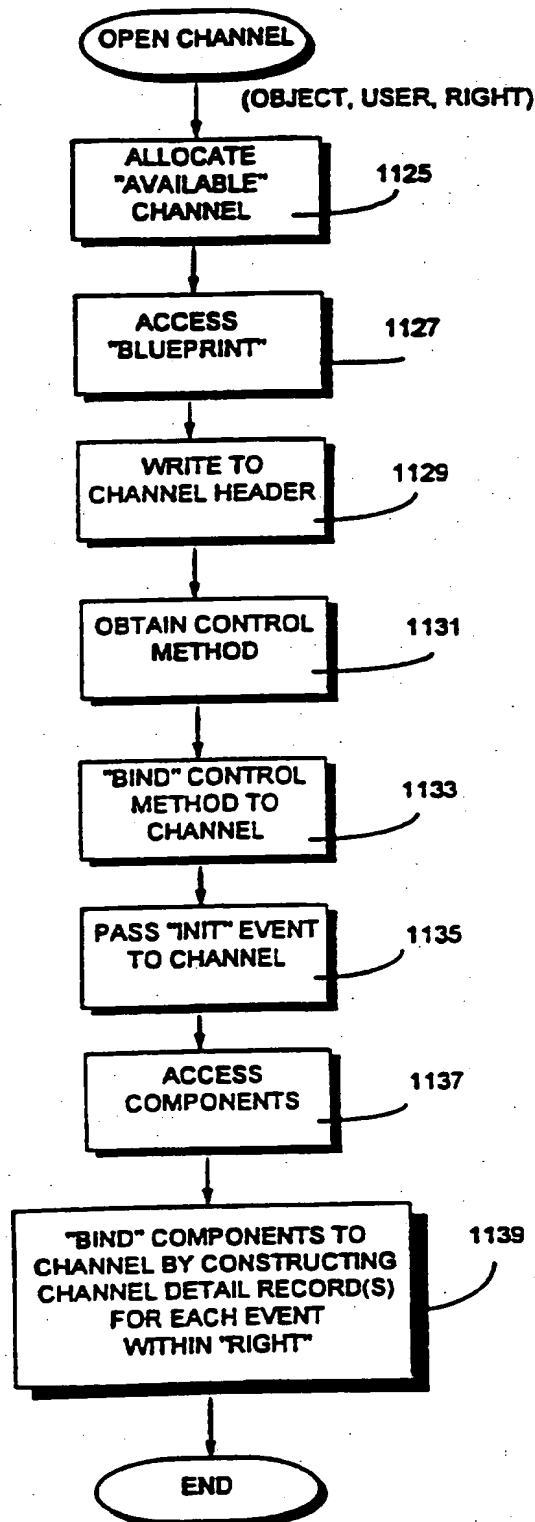 OPEN CHANNEL
(OBJECT, USER, RIGHT)
ALLOCATE
"AVAILABLE"
CHANNEL
1125
ACCESS
"BLUEPRINT"
1127
WRITE TO
CHANNEL HEADER
1129
OBTAIN CONTROL
METHOD
1131
"BIND" CONTROL
METHOD TO
CHANNEL
1133
PASS "INIT" EVENT
TO CHANNEL
1135
ACCESS
COMPONENTS
1137
"BIND" COMPONENTS TO
CHANNEL BY CONSTRUCTING
CHANNEL DETAIL RECORD(S)
FOR EACH EVENT
WITHIN "RIGHT"
1139
END